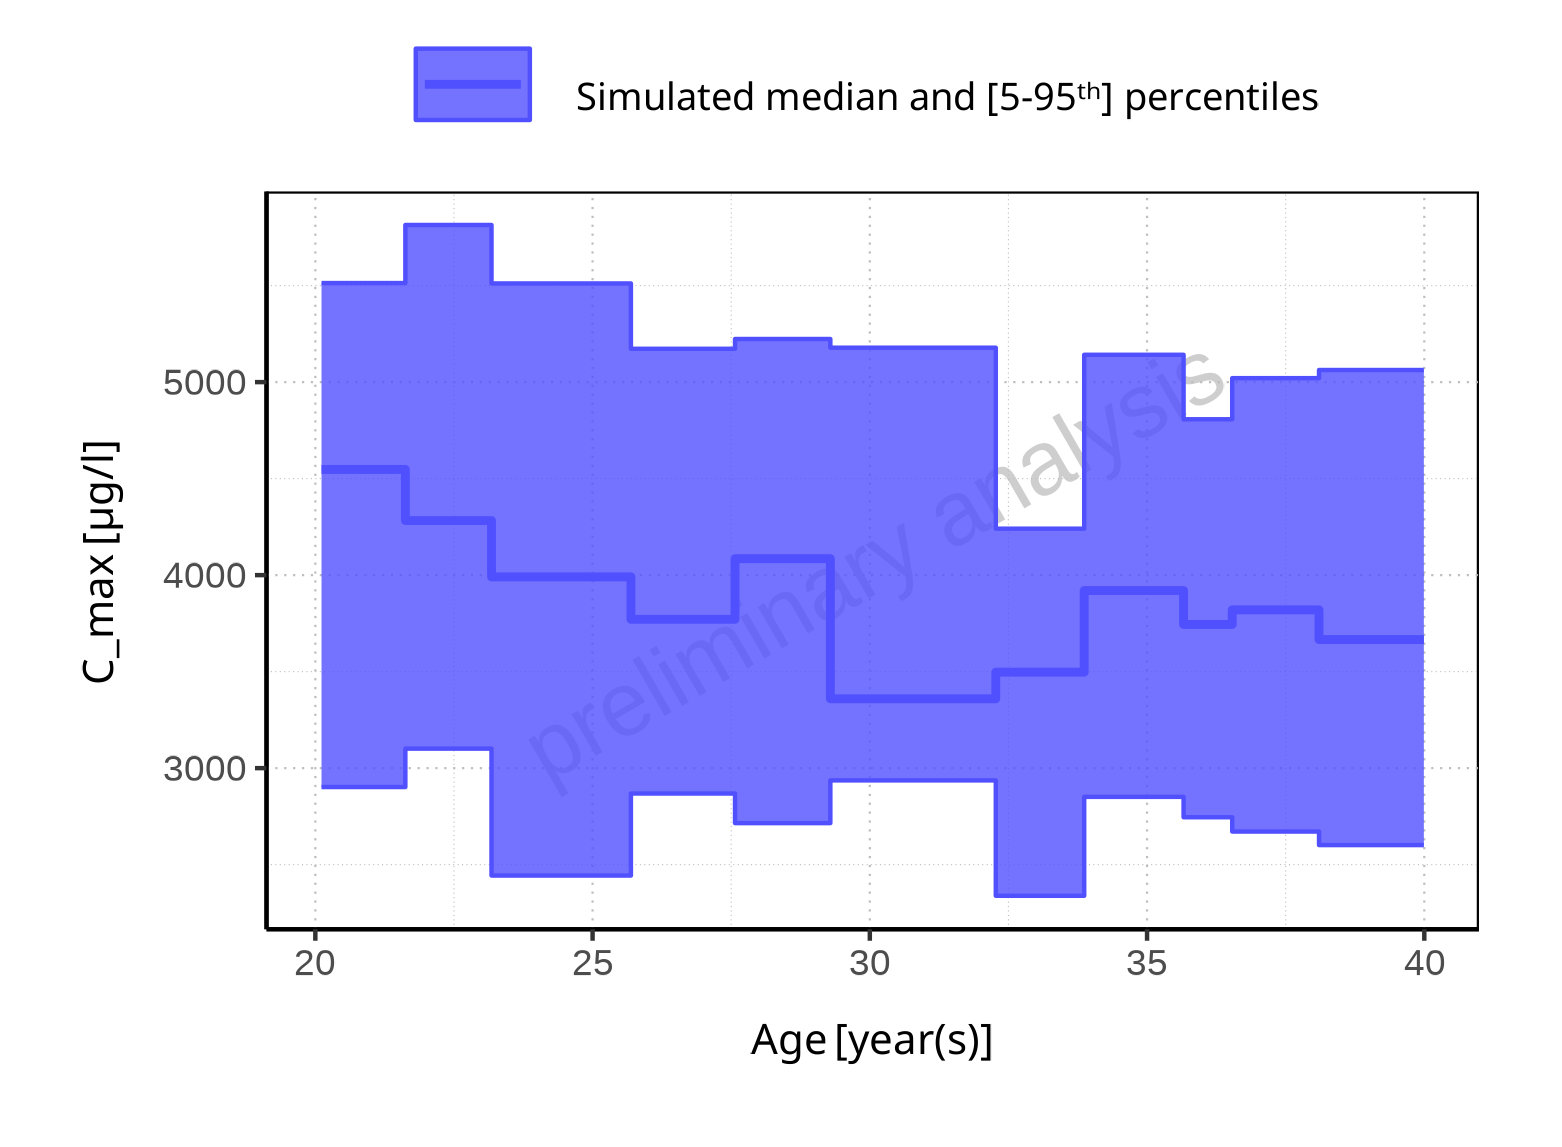 Simulated median and [5-95ᵗʰ] percentiles
5000
4000
3000
C_max [µg/l]
preliminary analysis
20 25 30 35 40
Age [year(s)]